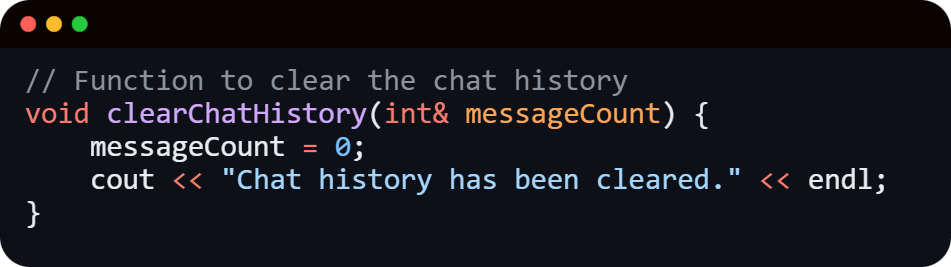 // Function to clear the chat history
void clearChatHistory(int& messageCount) {
    messageCount = 0;
    cout << "Chat history has been cleared." << endl;
}